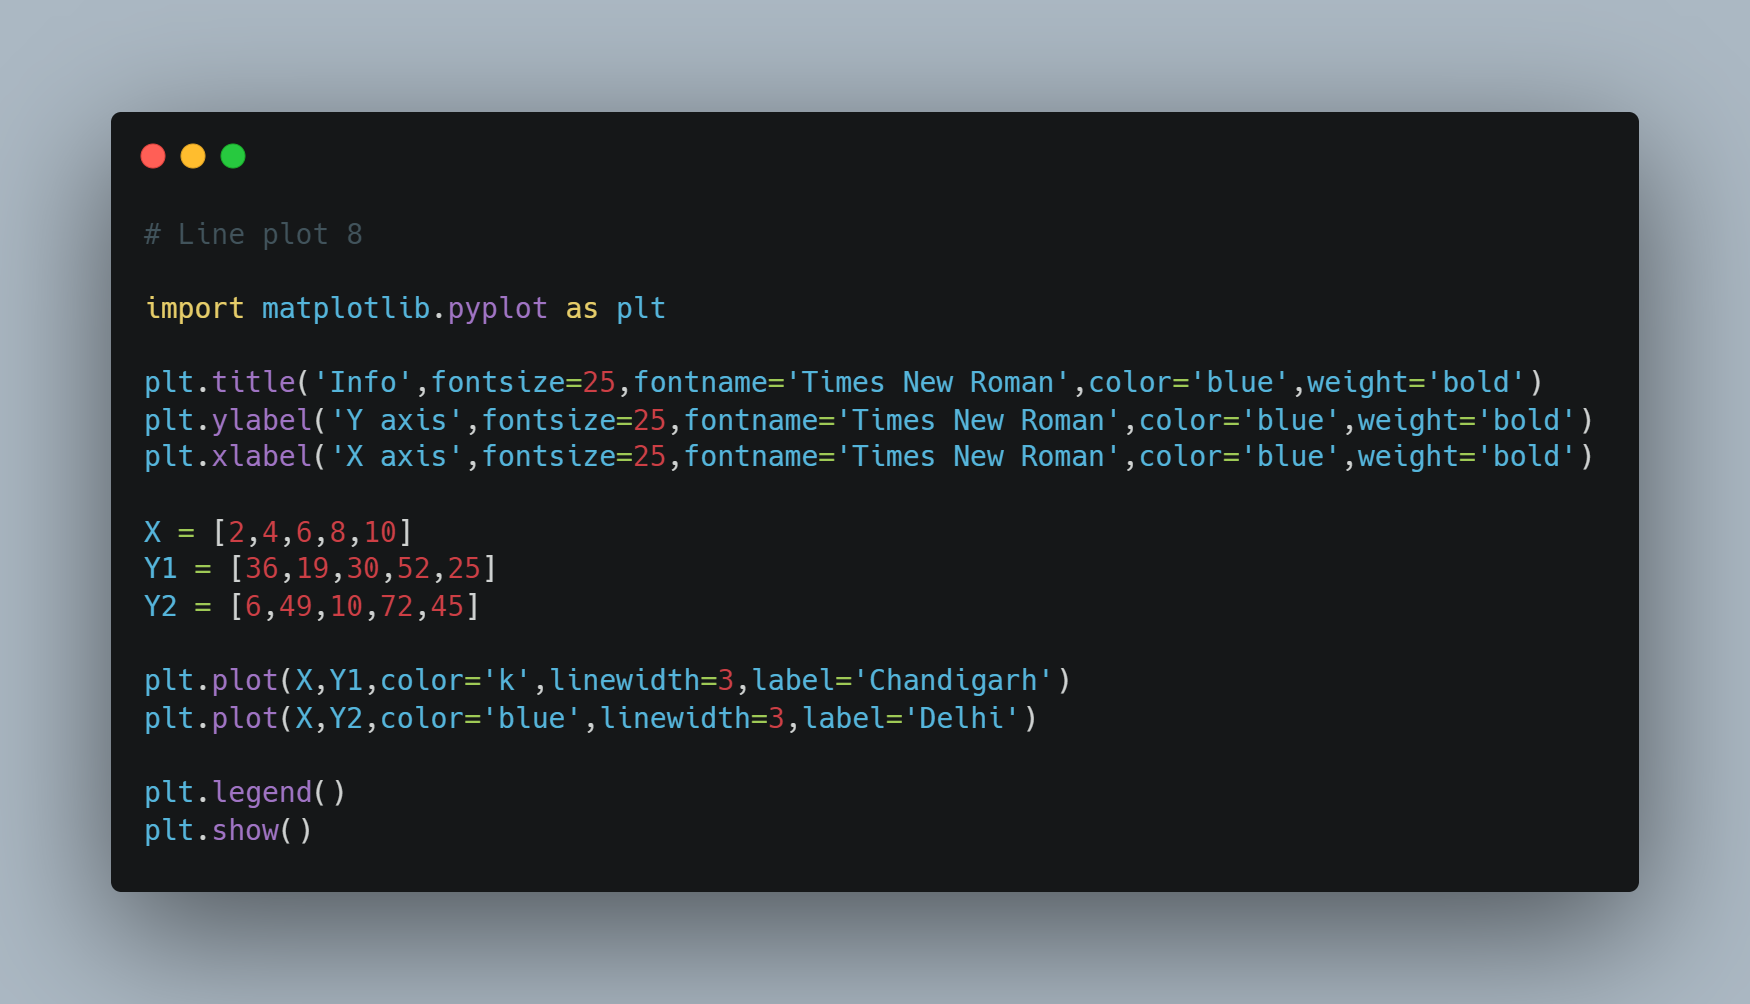 # Line plot 8
import matplotlib.pyplot as plt
plt.title('Info',fontsize=25,fontname='Times New Roman',color='blue',weight='bold')
plt.ylabel('Y axis',fontsize=25,fontname='Times New Roman',color='blue',weight='bold')
plt.xlabel('X axis',fontsize=25,fontname='Times New Roman',color='blue',weight='bold')
X = [2,4,6,8,10]
Y1 = [36,19,30,52,25]
Y2 = [6,49,10,72,45]
plt.plot(X,Y1,color='k',linewidth=3,label='Chandigarh')
plt.plot(X,Y2,color='blue',linewidth=3,label='Delhi')
plt.legend()
plt.show()